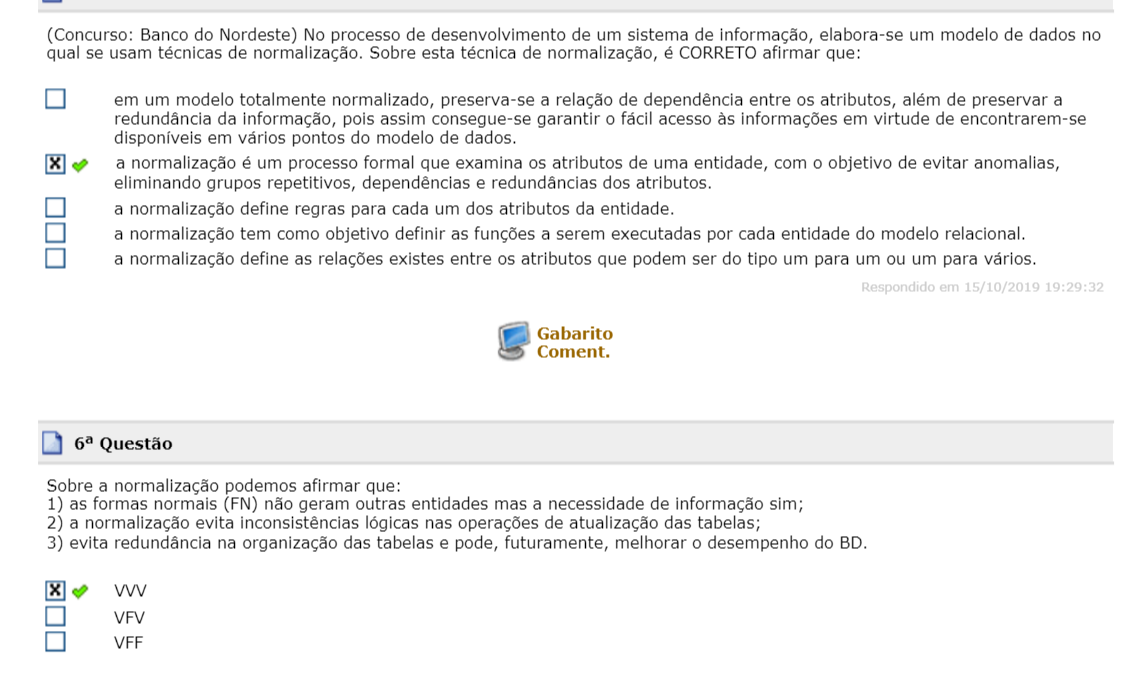 (Concurso: Banco do Nordeste) No processo de desenvolvimento de um sistema de informação, elabora-se um modelo de dados no
qual se usam técnicas de normalização. Sobre esta técnica de normalização, é CORRETO afirmar que:
em um modelo totalmente normalizado, preserva-se a relação de dependência entre os atributos, além de preservar a
redundância da informação, pois assim consegue-se garantir o fácil acesso às informações em virtude de encontrarem-se
disponíveis em vários pontos do modelo de dados.
a normalização é um processo formal que examina os atributos de uma entidade, com o objetivo de evitar anomalias,
eliminando grupos repetitivos, dependências e redundâncias dos atributos.
a normalização define regras para cada um dos atributos da entidade.
a normalização tem como objetivo definir as funções a serem executadas por cada entidade do modelo relacional.
a normalização define as relações existes entre os atributos que podem ser do tipo um para um ou um para vários.
Respondido em 15/10/2019 19:29:32
Gabarito
Coment.
6ª Questão
Sobre a normalização podemos afirmar que:
1) as formas normais (FN) não geram outras entidades mas a necessidade de informação sim;
2) a normalização evita inconsistências lógicas nas operações de atualização das tabelas;
3) evita redundância na organização das tabelas e pode, futuramente, melhorar o desempenho do BD.
VVV
VFV
VFF